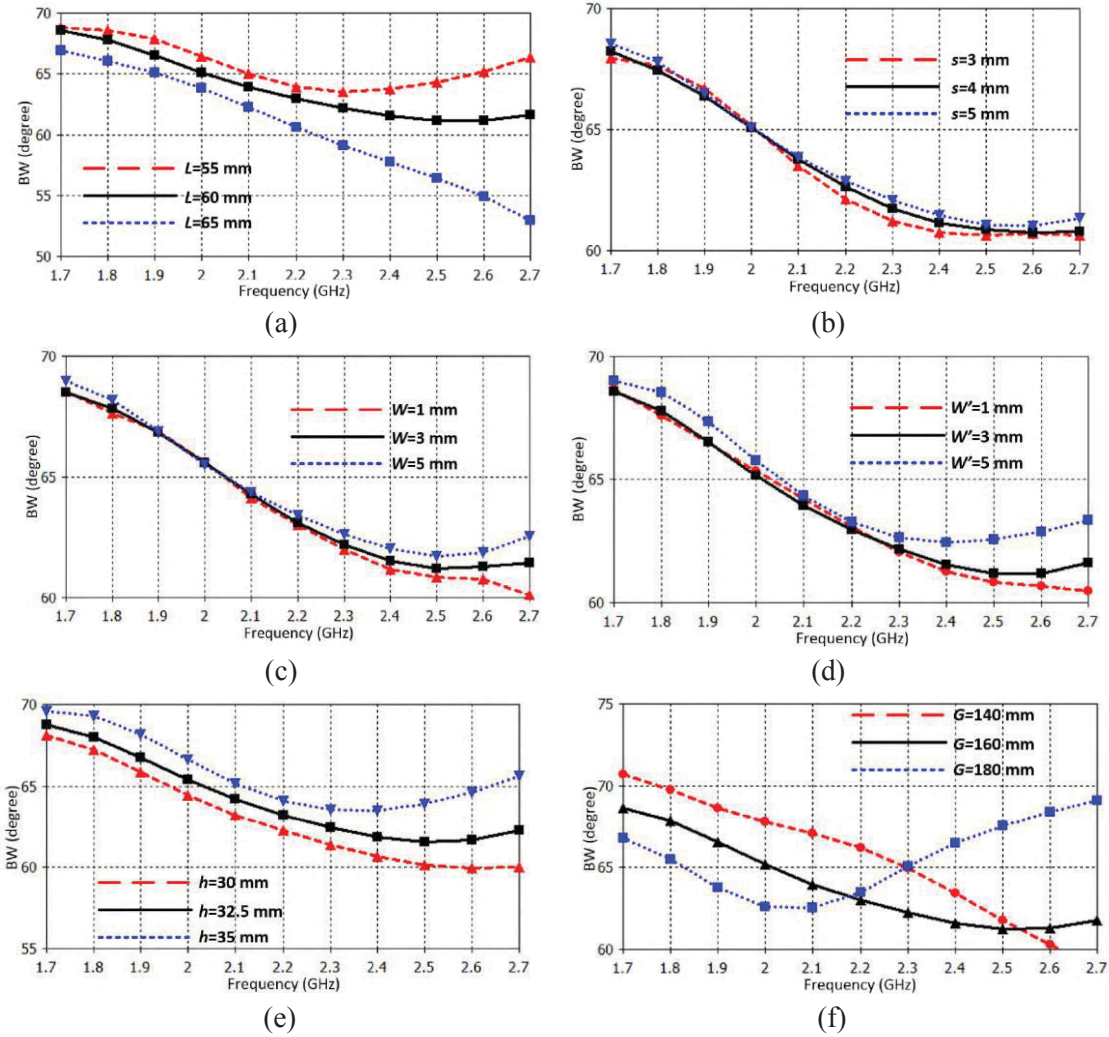 70
65
60
55
50
BW (degree)
L=55 mm
L=60 mm
L=65 mm
1.7 1.8 1.9 2 2.1 2.2 2.3 2.4 2.5 2.6 2.7
Frequency (GHz)
(a)
70
65
60
BW (degree)
s=3 mm
s=4 mm
s=5 mm
1.7 1.8 1.9 2 2.1 2.2 2.3 2.4 2.5 2.6 2.7
Frequency (GHz)
(b)
70
65
60
BW (degree)
W=1 mm
W=3 mm
W=5 mm
1.7 1.8 1.9 2 2.1 2.2 2.3 2.4 2.5 2.6 2.7
Frequency (GHz)
(c)
70
65
60
BW (degree)
W'=1 mm
W'=3 mm
W'=5 mm
1.7 1.8 1.9 2 2.1 2.2 2.3 2.4 2.5 2.6 2.7
Frequency (GHz)
(d)
70
65
60
55
BW (degree)
h=30 mm
h=32.5 mm
h=35 mm
1.7 1.8 1.9 2 2.1 2.2 2.3 2.4 2.5 2.6 2.7
Frequency (GHz)
(e)
75
70
65
60
BW (degree)
G=140 mm
G=160 mm
G=180 mm
1.7 1.8 1.9 2 2.1 2.2 2.3 2.4 2.5 2.6 2.7
Frequency (GHz)
(f)